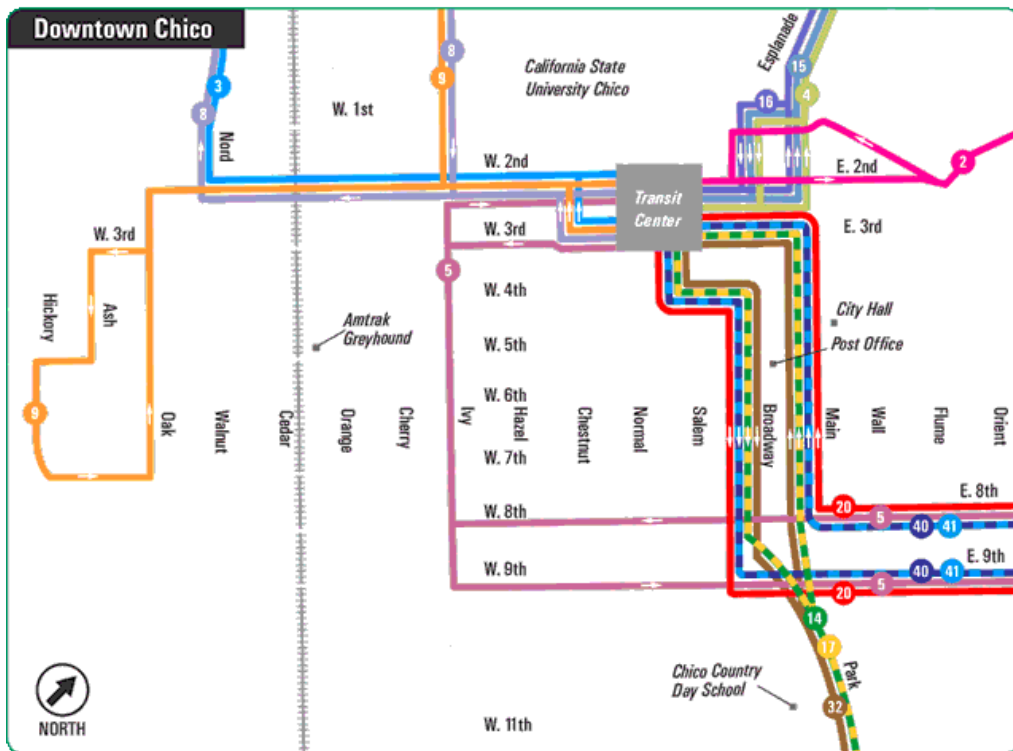 Downtown Chico
Esplanade
8
15
California State
University Chico
9
3
16
4
8
W. 1st
Nord
W. 2nd
E. 2nd
2
Transit
Center
W. 3rd
W. 3rd
E. 3rd
5
W. 4th
Hickory
Ash
City Hall
Amtrak
Greyhound
W. 5th
Post Office
W. 6th
9
Oak
Walnut
Cedar
Orange
Cherry
Ivy
Hazel
Chestnut
Normal
Salem
Broadway
Main
Wall
Flume
Orient
W. 7th
E. 8th
20
5
W. 8th
40
41
E. 9th
W. 9th
40
41
5
20
14
17
Park
Chico Country
Day School
32
NORTH
W. 11th